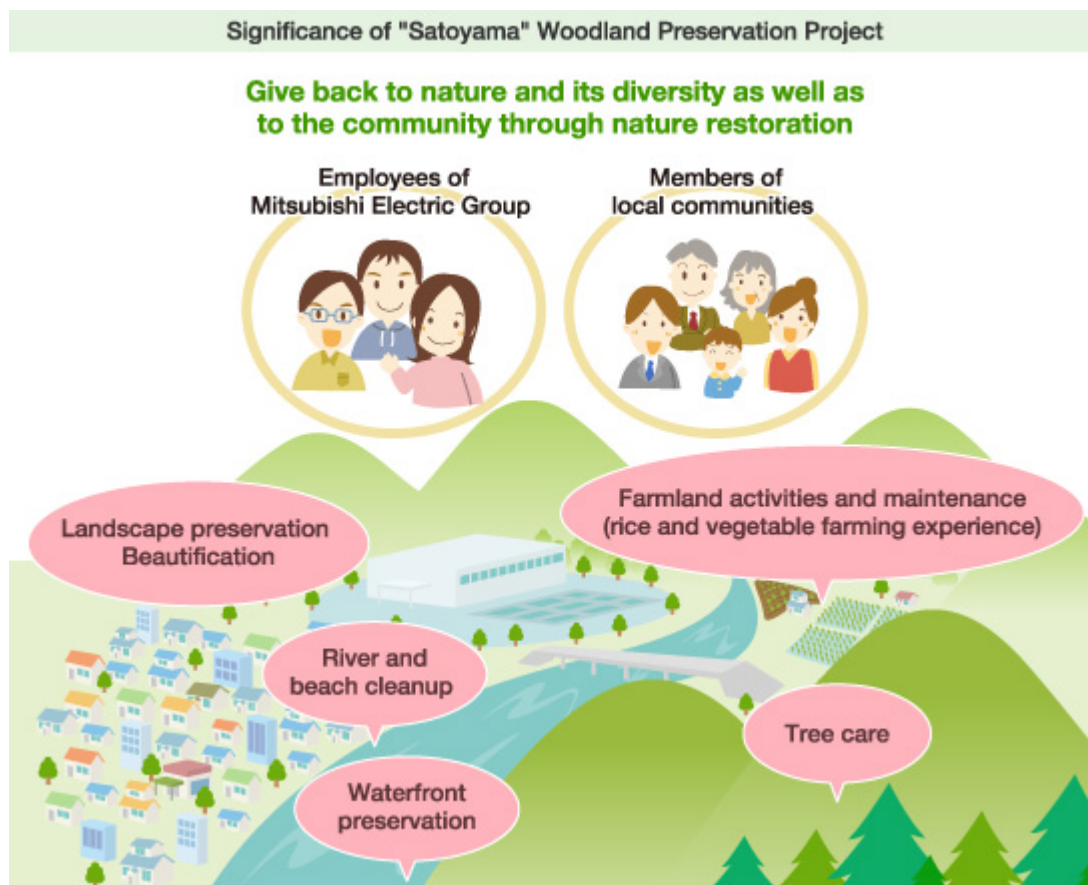 Significance of "Satoyama" Woodland Preservation Project
Give back to nature and its diversity as well as
to the community through nature restoration
Employees of
Mitsubishi Electric Group
Members of
local communities
Landscape preservation
Beautification
Farmland activities and maintenance
(rice and vegetable farming experience)
River and
beach cleanup
Tree care
Waterfront
preservation